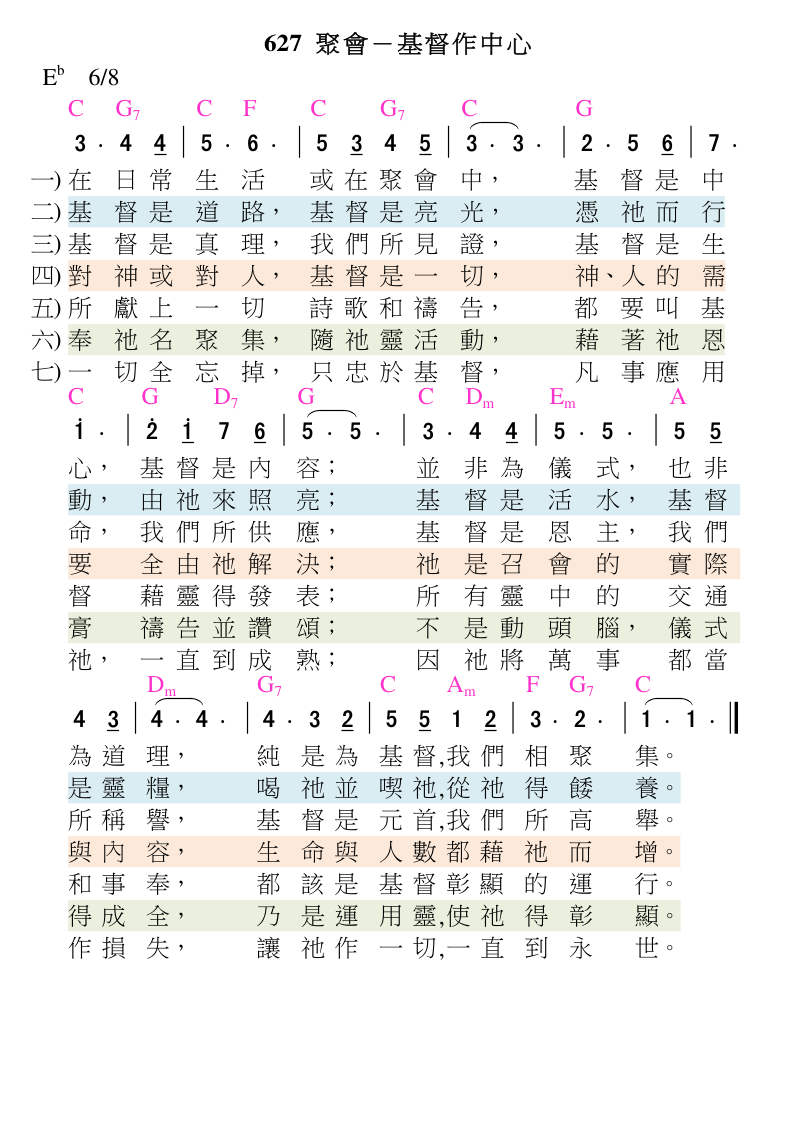 627 聚會－基督作中心
Eb 6/8
C G7 C F C G7 C G
3 · 4 4 | 5 · 6 · | 5 3 4 5 | 3 · 3 · | 2 · 5 6 | 7 ·
一) 在日常生活 或在聚會中， 基督是中
二) 基督是道路， 基督是亮光， 憑祂而行
三) 基督是真理， 我們所見證， 基督是生
四) 對神或對人， 基督是一切， 神、人的需
五) 所獻上一切 詩歌和禱告， 都要叫基
六) 奉祂名聚集， 隨祂靈活動， 藉著祂恩
七) 一切全忘掉， 只忠於基督， 凡事應用
C G D7 G C Dm Em A
1 · | 2 1 7 6 | 5 · 5 · | 3 · 4 4 | 5 · 5 · | 5 5
心， 基督是內容； 並非為儀式， 也非
動， 由祂來照亮； 基督是活水， 基督
命， 我們所供應， 基督是恩主， 我們
要 全由祂解決； 祂是召會的 實際
督 藉靈得發表； 所有靈中的 交通
膏 禱告並讚頌； 不是動頭腦， 儀式
祂， 一直到成熟； 因祂將萬事 都當
Dm G7 C Am F G7 C
4 3 | 4 · 4 · | 4 · 3 2 | 5 5 1 2 | 3 · 2 · | 1 · 1 · ‖
為道理， 純是為基督,我們相聚集。
是靈糧， 喝祂並喫祂,從祂得餧養。
所稱譽， 基督是元首,我們所高舉。
與內容， 生命與人數都藉祂而增。
和事奉， 都該是基督彰顯的運行。
得成全， 乃是運用靈,使祂得彰顯。
作損失， 讓祂作一切,一直到永世。